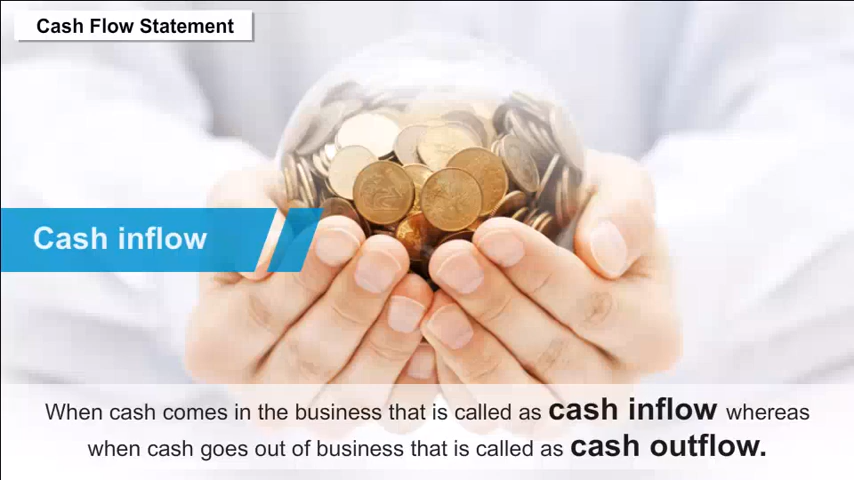 Cash Flow Statement
Cash inflow
When cash comes in the business that is called as cash inflow whereas
when cash goes out of business that is called as cash outflow.